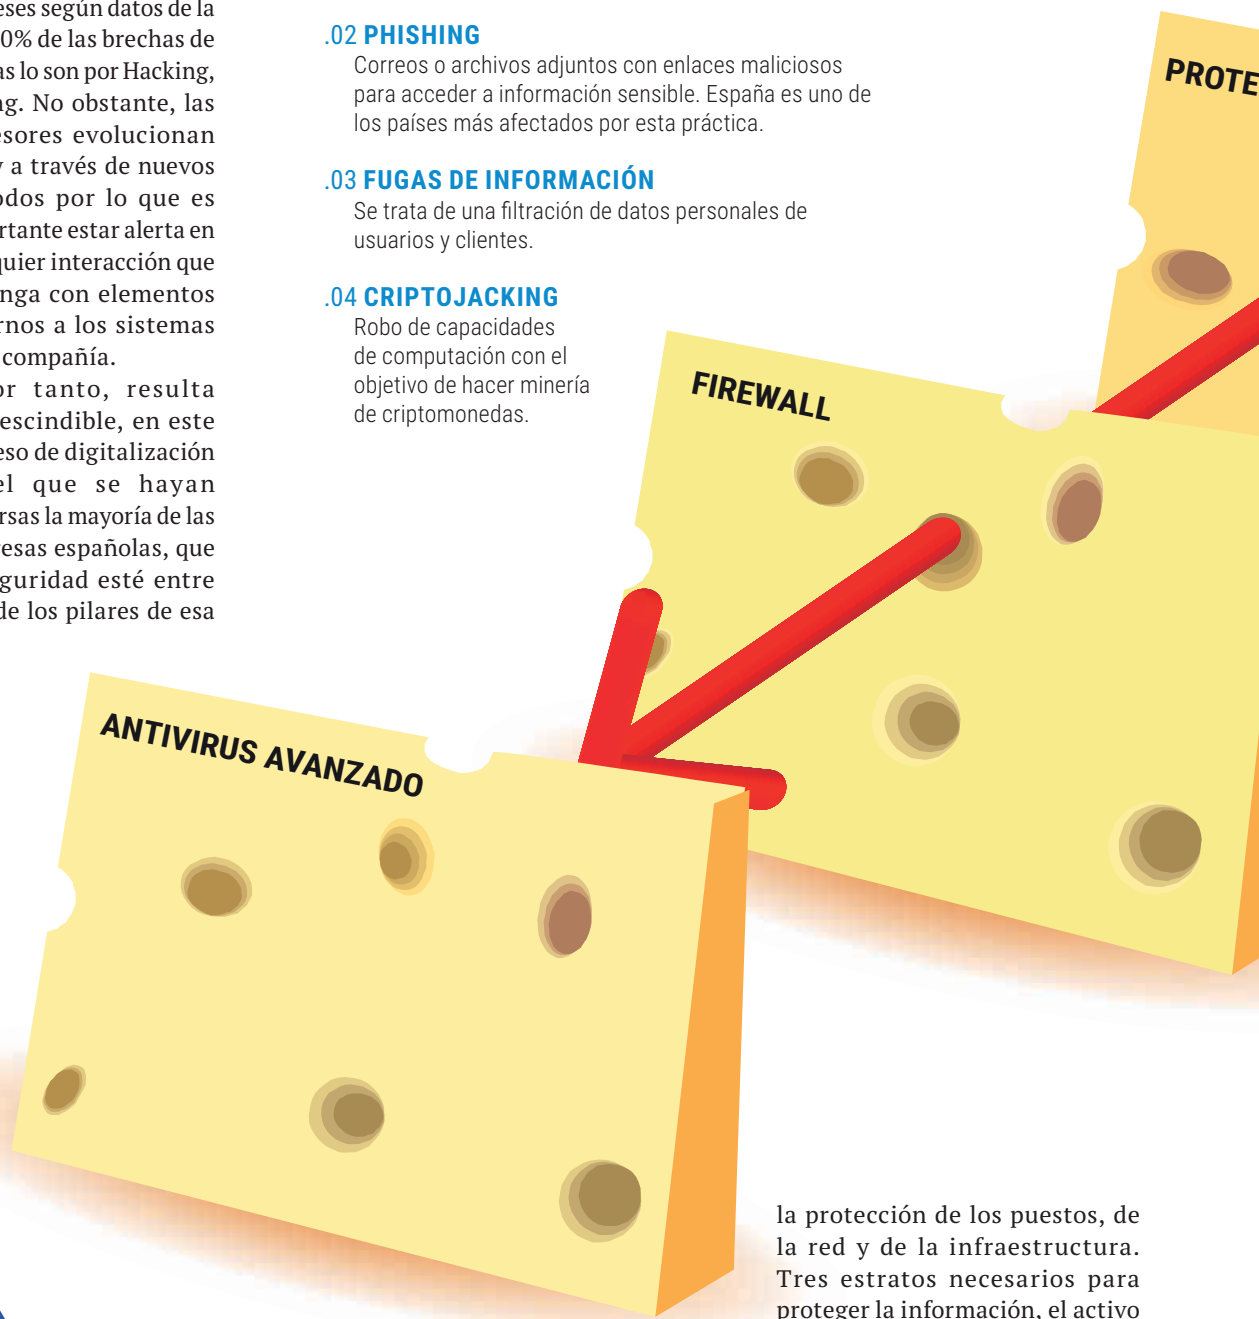 eses según datos de la
0% de las brechas de
as lo son por Hacking,
ng. No obstante, las
esores evolucionan
y a través de nuevos
odos por lo que es
rtante estar alerta en
quier interacción que
nga con elementos
rnos a los sistemas
compañía.
or tanto, resulta
escindible, en este
eso de digitalización
el que se hayan
rsas la mayoría de las
resas españolas, que
guridad esté entre
de los pilares de esa
.02 PHISHING
Correos o archivos adjuntos con enlaces maliciosos
para acceder a información sensible. España es uno de
los países más afectados por esta práctica.
.03 FUGAS DE INFORMACIÓN
Se trata de una filtración de datos personales de
usuarios y clientes.
.04 CRIPTOJACKING
Robo de capacidades
de computación con el
objetivo de hacer minería
de criptomonedas.
PROTE
FIREWALL
ANTIVIRUS AVANZADO
la protección de los puestos, de
la red y de la infraestructura.
Tres estratos necesarios para
proteger la información, el activo